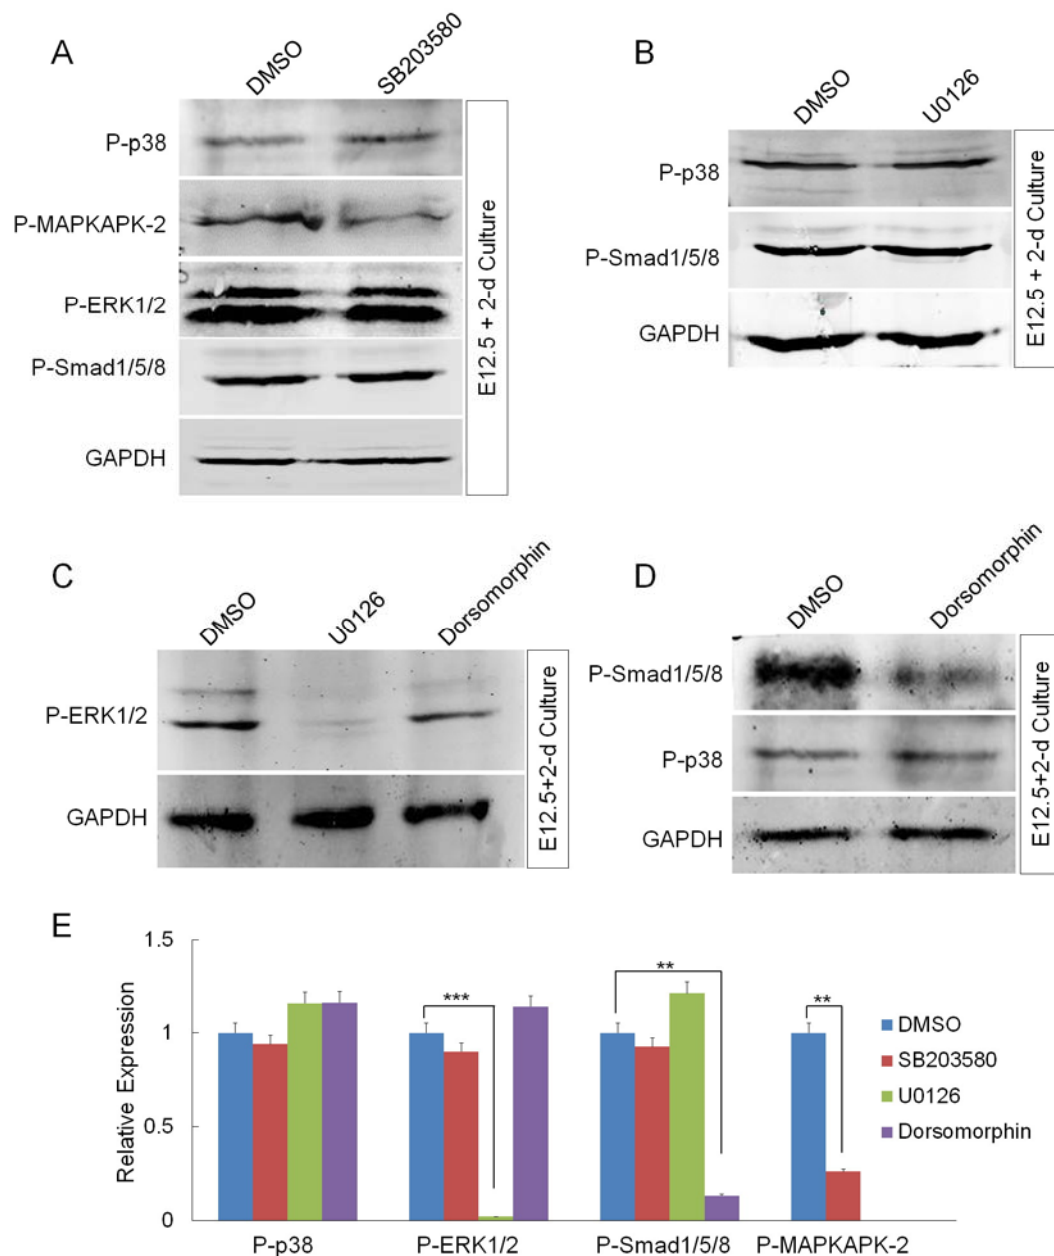 A
DMSO
SB203580
P-p38
P-MAPKAPK-2
P-ERK1/2
P-Smad1/5/8
GAPDH
E12.5 + 2-d Culture
B
DMSO
U0126
P-p38
P-Smad1/5/8
GAPDH
E12.5 + 2-d Culture
C
DMSO
U0126
Dorsomorphin
P-ERK1/2
GAPDH
E12.5+2-d Culture
D
DMSO
Dorsomorphin
P-Smad1/5/8
P-p38
GAPDH
E12.5+2-d Culture
E
Relative Expression
1.5
1
0.5
0
***
**
**
DMSO
SB203580
U0126
Dorsomorphin
P-p38
P-ERK1/2
P-Smad1/5/8
P-MAPKAPK-2